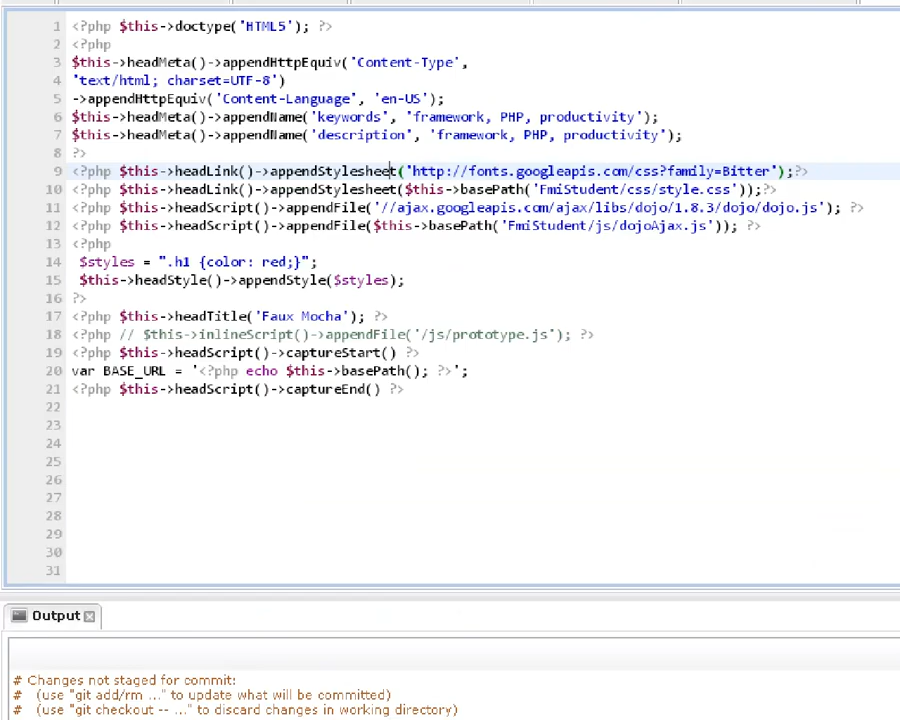 1 <?php $this->doctype('HTML5'); ?>
2 <?php
3 $this->headMeta()->appendHttpEquiv('Content-Type',
4 'text/html; charset=UTF-8')
5 ->appendHttpEquiv('Content-Language', 'en-US');
6 $this->headMeta()->appendName('keywords', 'framework, PHP, productivity');
7 $this->headMeta()->appendName('description', 'framework, PHP, productivity');
8 ?>
9 <?php $this->headLink()->appendStylesheet('http://fonts.googleapis.com/css?family=Bitter');?>
10 <?php $this->headLink()->appendStylesheet($this->basePath('FmiStudent/css/style.css'));?>
11 <?php $this->headScript()->appendFile('//ajax.googleapis.com/ajax/libs/dojo/1.8.3/dojo/dojo.js'); ?>
12 <?php $this->headScript()->appendFile($this->basePath('FmiStudent/js/dojoAjax.js')); ?>
13 <?php
14 $styles = ".h1 {color: red;}";
15 $this->headStyle()->appendStyle($styles);
16 ?>
17 <?php $this->headTitle('Faux Mocha'); ?>
18 <?php // $this->inlineScript()->appendFile('/js/prototype.js'); ?>
19 <?php $this->headScript()->captureStart() ?>
20 var BASE_URL = '<?php echo $this->basePath(); ?>';
21 <?php $this->headScript()->captureEnd() ?>
22
23
24
25
26
27
28
29
30
31
Output
# Changes not staged for commit:
# (use "git add/rm ..." to update what will be committed)
# (use "git checkout -- ..." to discard changes in working directory)